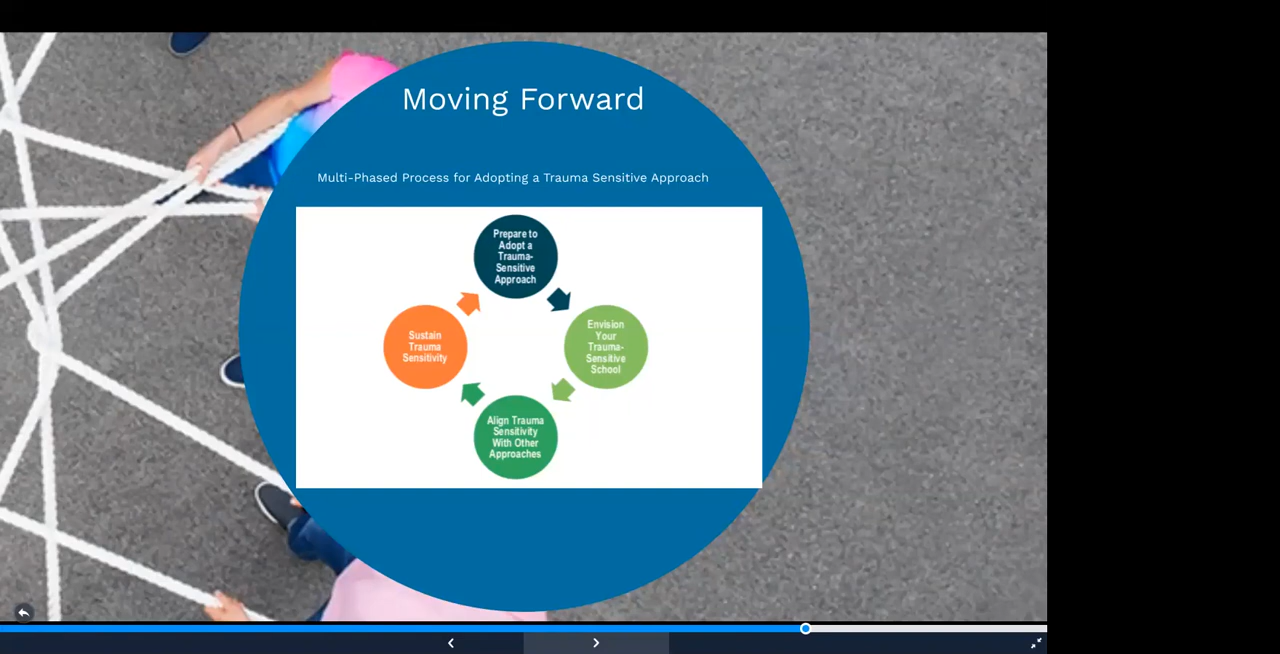 Moving Forward
Multi-Phased Process for Adopting a Trauma Sensitive Approach
Prepare to
Adopt a
Trauma-
Sensitive
Approach
Envision
Your
Trauma-
Sensitive
School
Align Trauma
Sensitivity
With Other
Approaches
Sustain
Trauma
Sensitivity